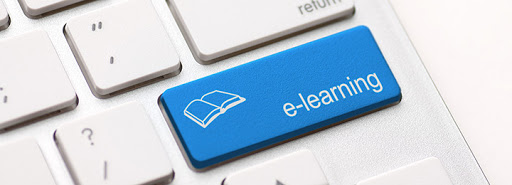 return
" ,
e-learning
;
? /